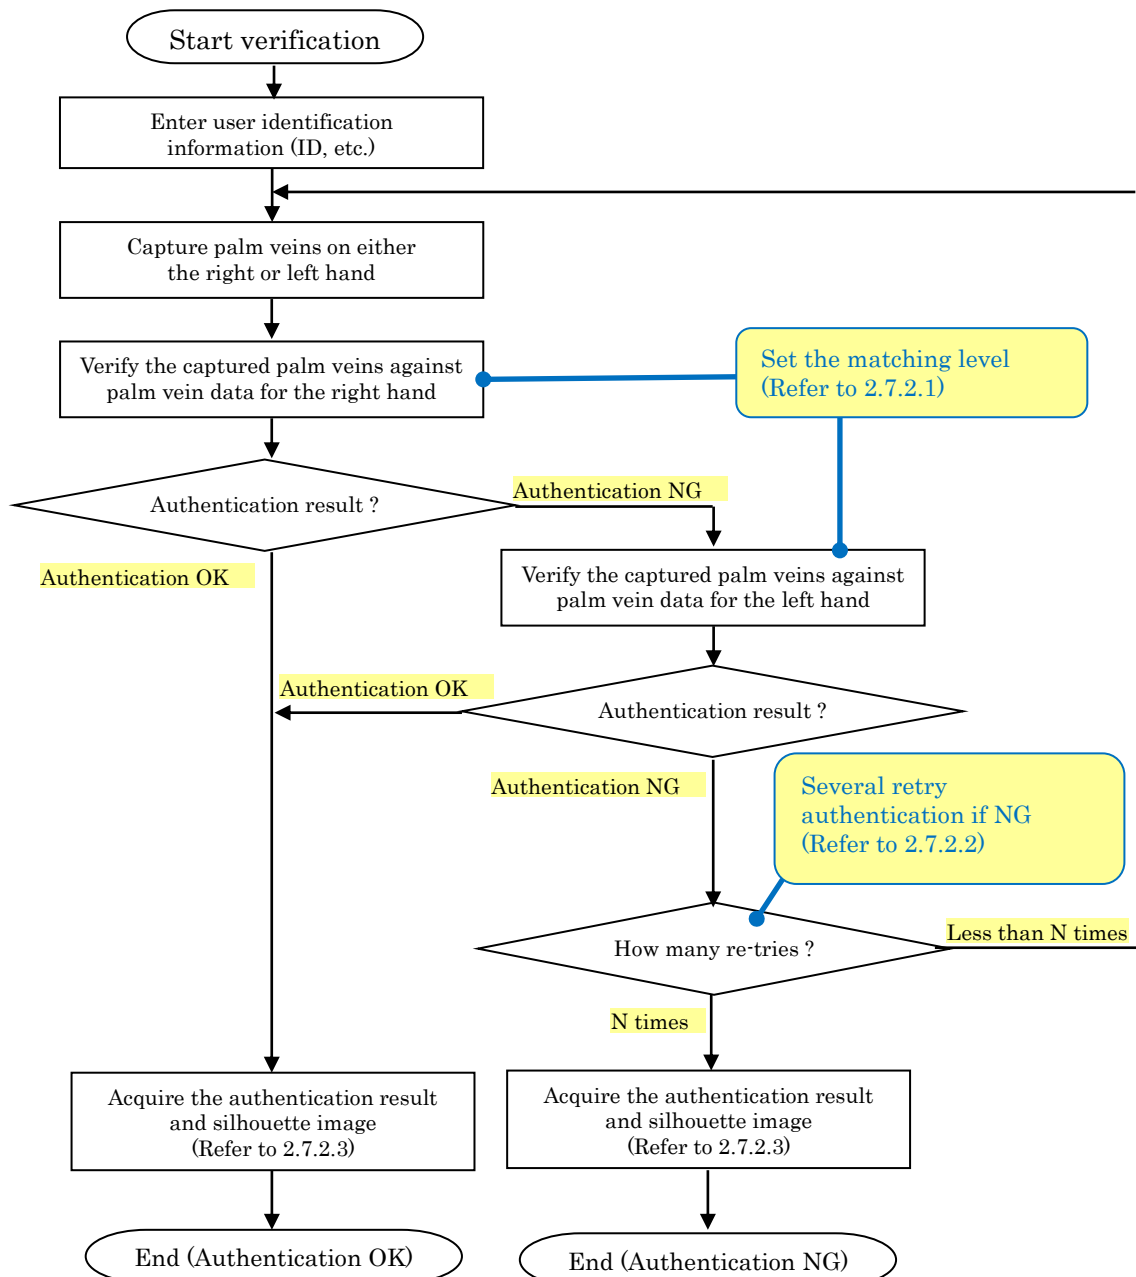 Start verification
Enter user identification
information (ID, etc.)
Capture palm veins on either
the right or left hand
Verify the captured palm veins against
palm vein data for the right hand
Set the matching level
(Refer to 2.7.2.1)
Authentication result ?
Authentication NG
Authentication OK
Verify the captured palm veins against
palm vein data for the left hand
Authentication OK
Authentication result ?
Authentication NG
Several retry
authentication if NG
(Refer to 2.7.2.2)
How many re-tries ?
Less than N times
N times
Acquire the authentication result
and silhouette image
(Refer to 2.7.2.3)
Acquire the authentication result
and silhouette image
(Refer to 2.7.2.3)
End (Authentication OK)
End (Authentication NG)